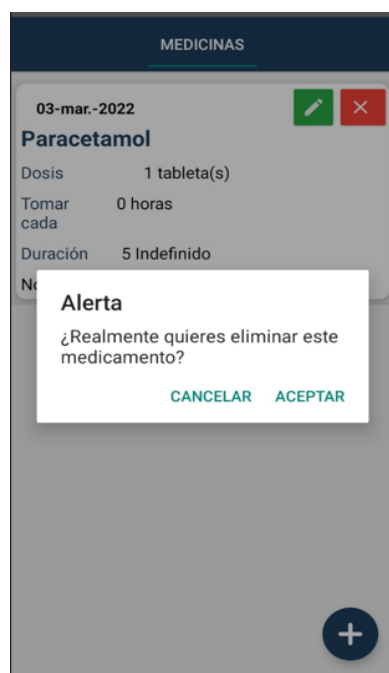 MEDICINAS
03-mar.-2022
Paracetamol
Dosis 1 tableta(s)
Tomar cada 0 horas
Duración 5 Indefinido
Alerta
¿Realmente quieres eliminar este
medicamento?
CANCELAR ACEPTAR